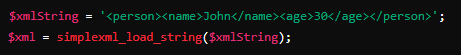 $xmlString = '<person><name>John</name><age>30</age></person>';
$xml = simplexml_load_string($xmlString);